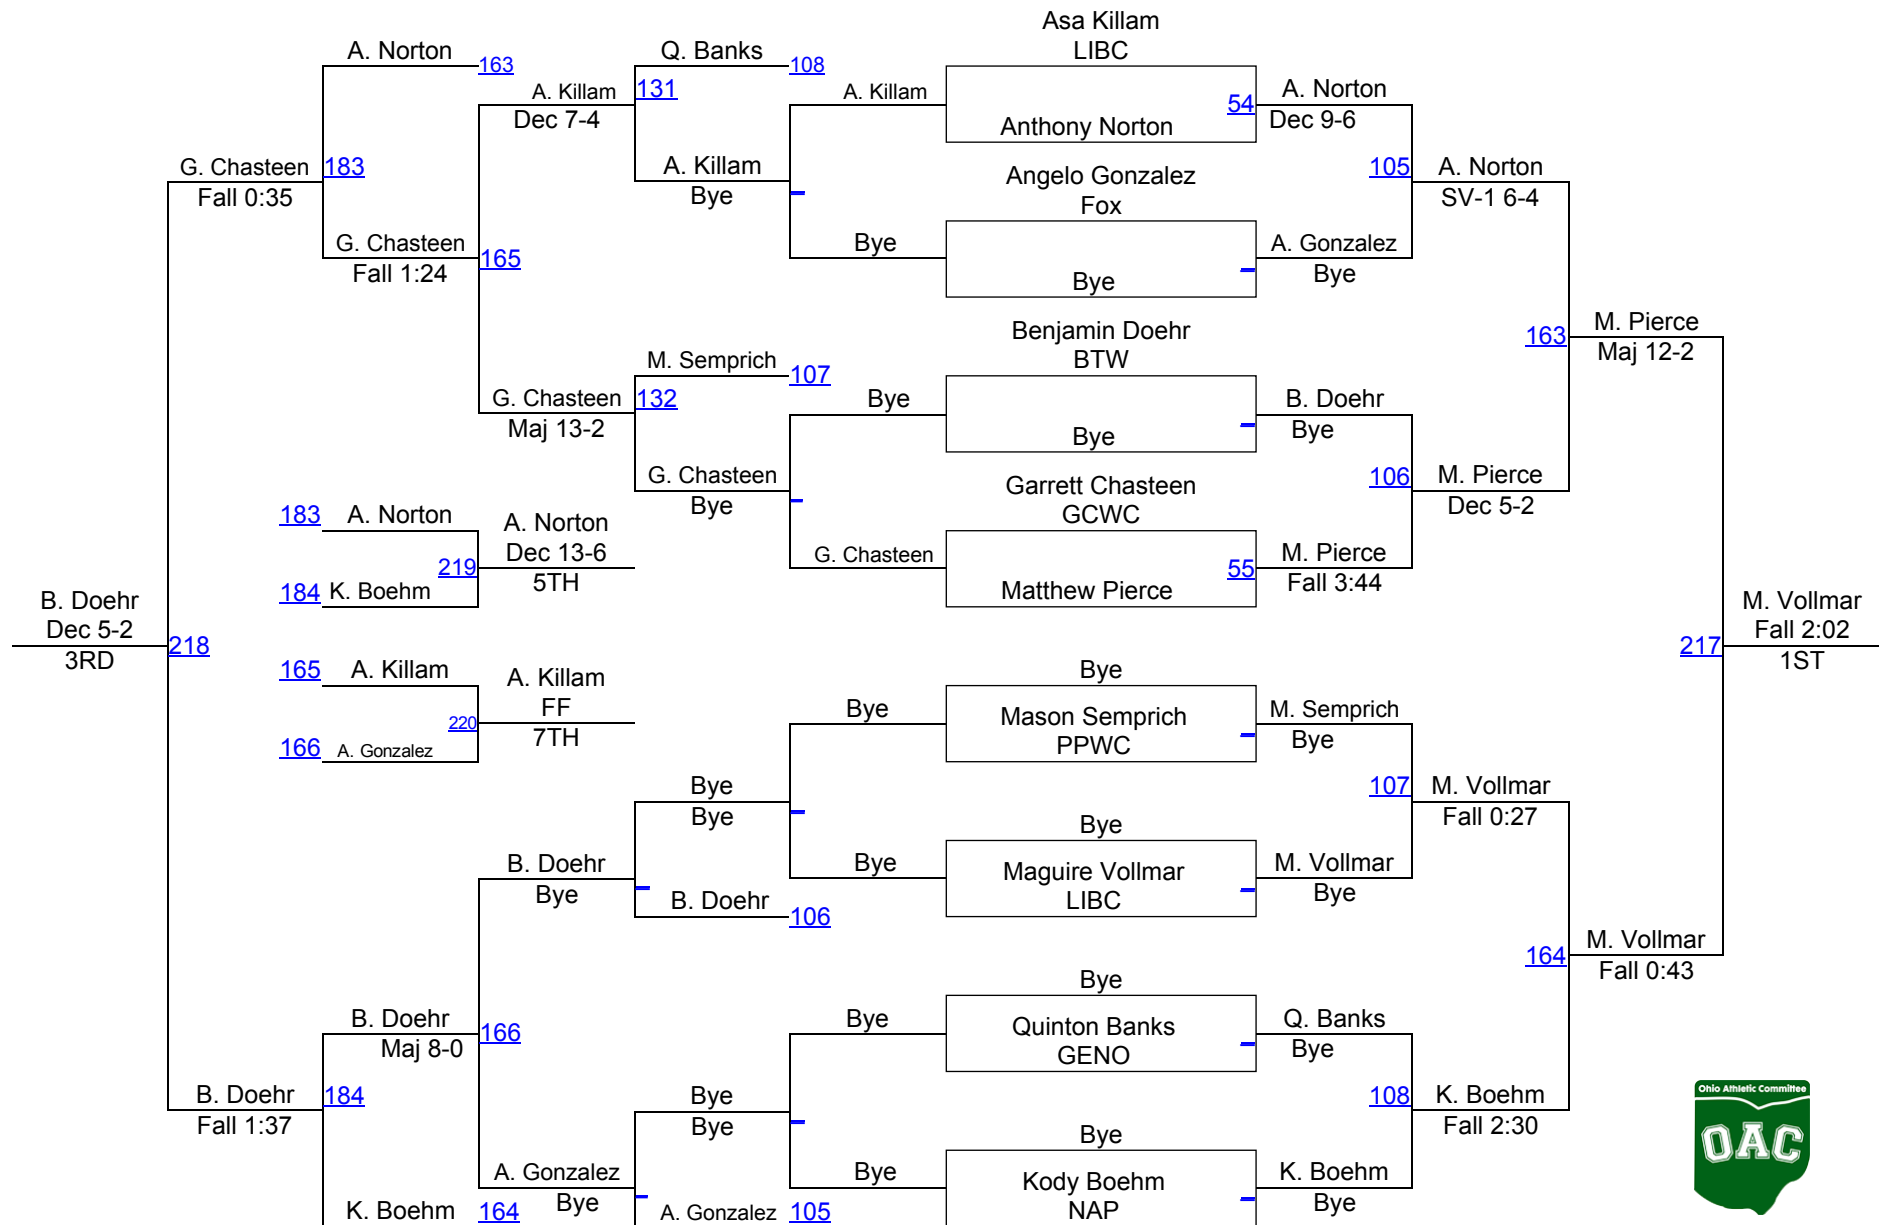 Asa Killam
LIBC
A. Norton
163
Q. Banks
108
A. Killam
Dec 7-4
131
A. Killam
Anthony Norton
54
A. Norton
Dec 9-6
G. Chasteen
Fall 0:35
183
A. Killam
Bye
Angelo Gonzalez
Fox
105
A. Norton
SV-1 6-4
G. Chasteen
Fall 1:24
165
Bye
Bye
A. Gonzalez
Bye
Benjamin Doehr
BTW
163
M. Pierce
Maj 12-2
M. Semprich
107
G. Chasteen
Maj 13-2
132
Bye
Bye
B. Doehr
Bye
G. Chasteen
Bye
Garrett Chasteen
GCWC
106
M. Pierce
Dec 5-2
183
A. Norton
A. Norton
Dec 13-6
5TH
219
184
K. Boehm
G. Chasteen
Matthew Pierce
55
M. Pierce
Fall 3:44
B. Doehr
Dec 5-2
3RD
218
217
M. Vollmar
Fall 2:02
1ST
165
A. Killam
A. Killam
FF
7TH
220
166
A. Gonzalez
Bye
Bye
Mason Semprich
PPWC
M. Semprich
Bye
Bye
Bye
107
M. Vollmar
Fall 0:27
Bye
B. Doehr
Bye
Bye
Maguire Vollmar
LIBC
M. Vollmar
Bye
B. Doehr
106
164
M. Vollmar
Fall 0:43
Bye
B. Doehr
Maj 8-0
166
Bye
Quinton Banks
GENO
Q. Banks
Bye
B. Doehr
Fall 1:37
184
Bye
Bye
108
K. Boehm
Fall 2:30
Bye
A. Gonzalez
Bye
Bye
Kody Boehm
NAP
K. Boehm
Bye
K. Boehm
164
A. Gonzalez
105
Ohio Athletic Committee
OAC